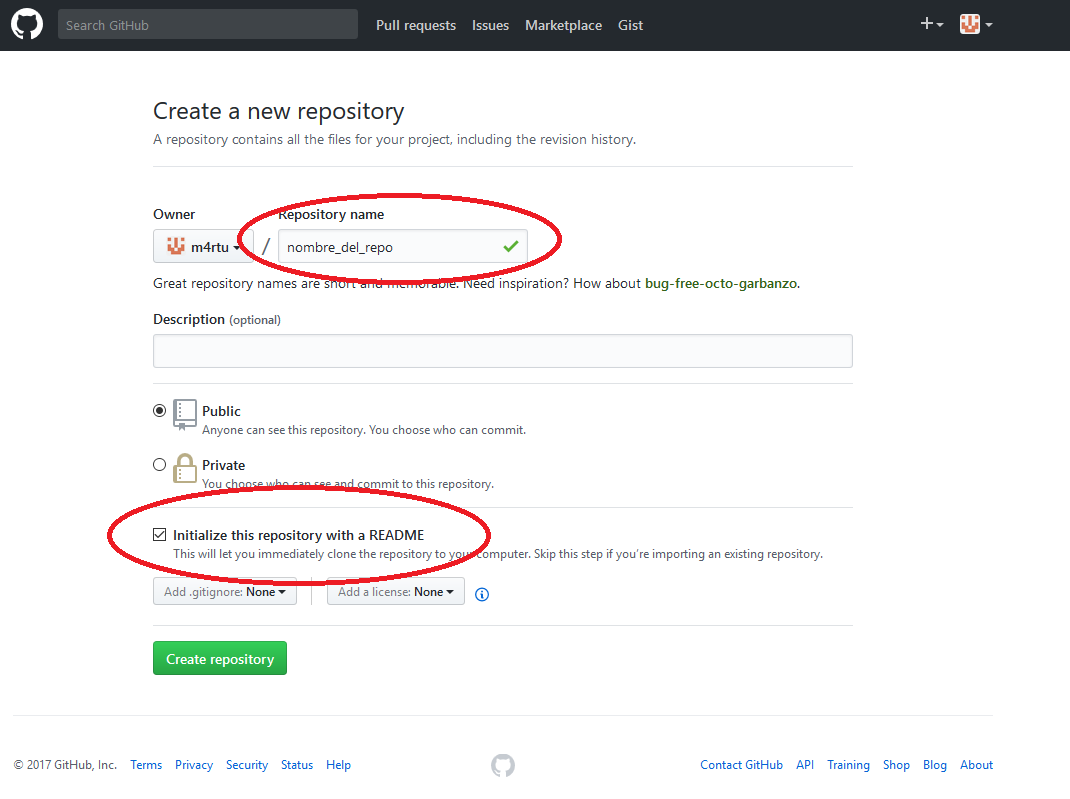 Search GitHub Pull requests Issues Marketplace Gist
Create a new repository
A repository contains all the files for your project, including the revision history.
Owner Repository name
m4rtu / nombre_del_repo
Great repository names are short and memorable. Need inspiration? How about bug-free-octo-garbanzo.
Description (optional)
Public
Anyone can see this repository. You choose who can commit.
Private
You choose who can see and commit to this repository.
Initialize this repository with a README
This will let you immediately clone the repository to your computer. Skip this step if you're importing an existing repository.
Add .gitignore: None Add a license: None
Create repository
© 2017 GitHub, Inc. Terms Privacy Security Status Help Contact GitHub API Training Shop Blog About